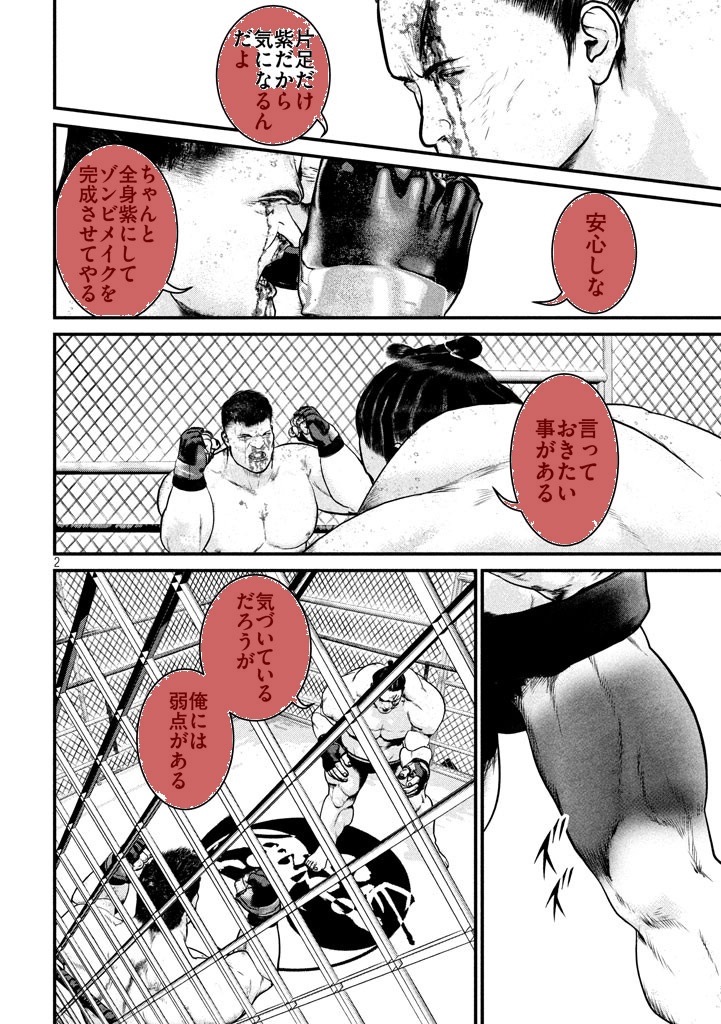 片足だけ
紫だから
気になるん
だよ
安心しな
ちゃんと
全身紫にして
ゾンビメイクを
完成させてやる
言って
おきたい
事がある
2
気づいている
だろうが
俺には
弱点がある
ズズ